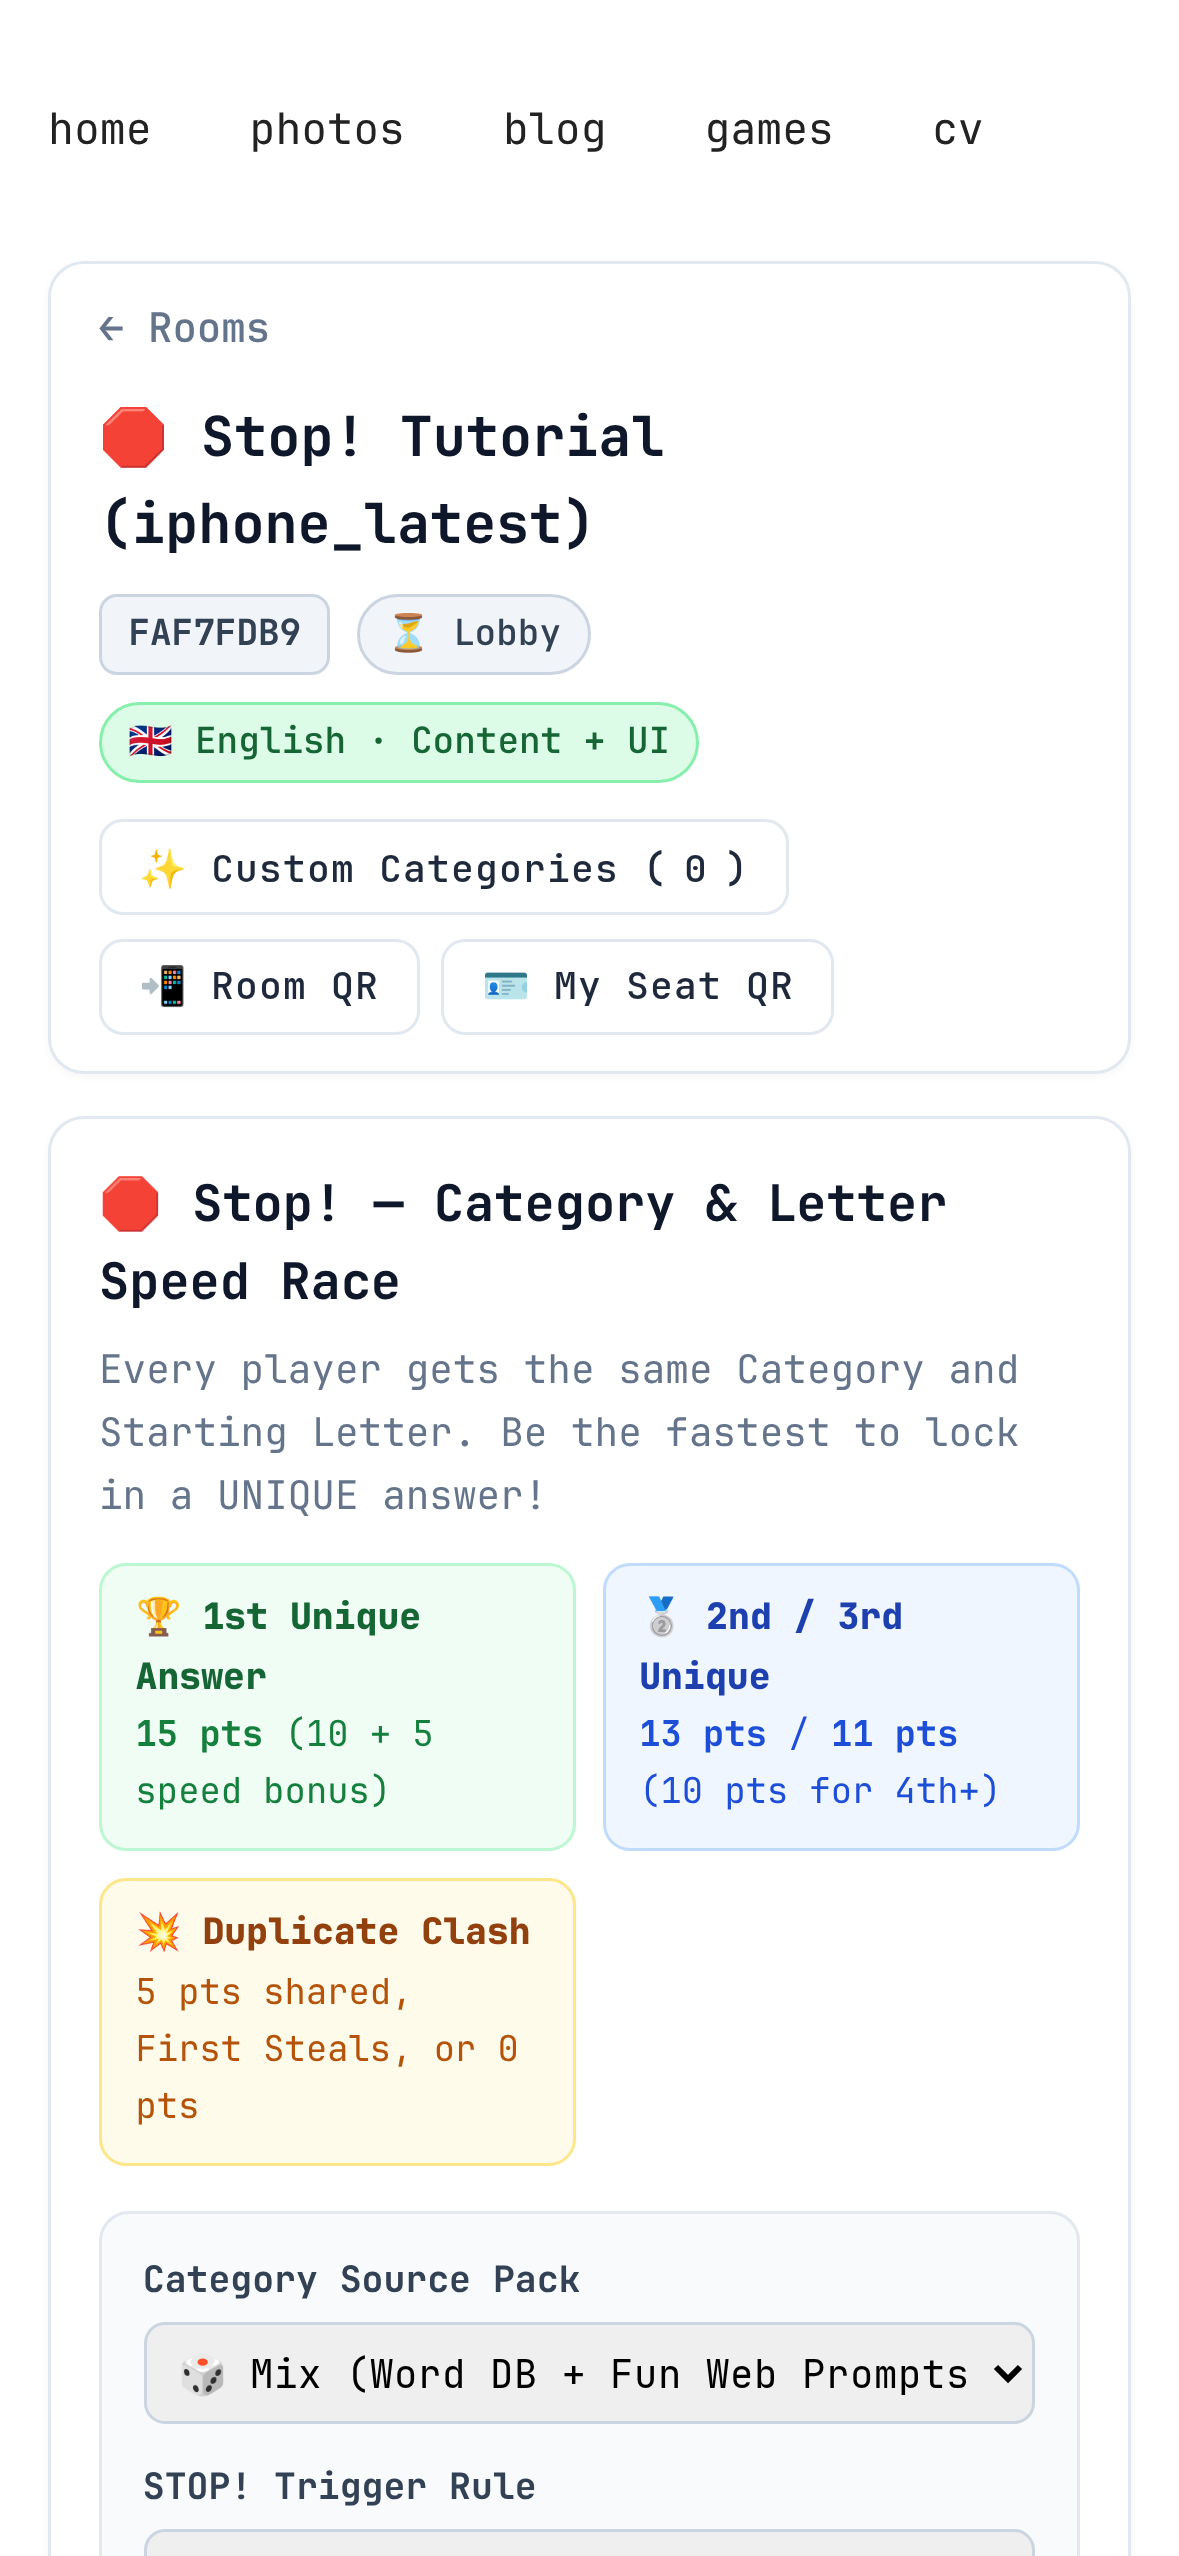 home photos blog games cv
← Rooms
🛑 Stop! Tutorial
(iphone_latest)
FAF7FDB9 ⏳ Lobby
🇬🇧 English · Content + UI
✨ Custom Categories ( 0 )
📲 Room QR 🪪 My Seat QR
🛑 Stop! — Category & Letter
Speed Race
Every player gets the same Category and
Starting Letter. Be the fastest to lock
in a UNIQUE answer!
🏆 1st Unique
Answer
15 pts (10 + 5
speed bonus)
🥈 2nd / 3rd
Unique
13 pts / 11 pts
(10 pts for 4th+)
💥 Duplicate Clash
5 pts shared,
First Steals, or 0
pts
Category Source Pack
🎲 Mix (Word DB + Fun Web Prompts
STOP! Trigger Rule